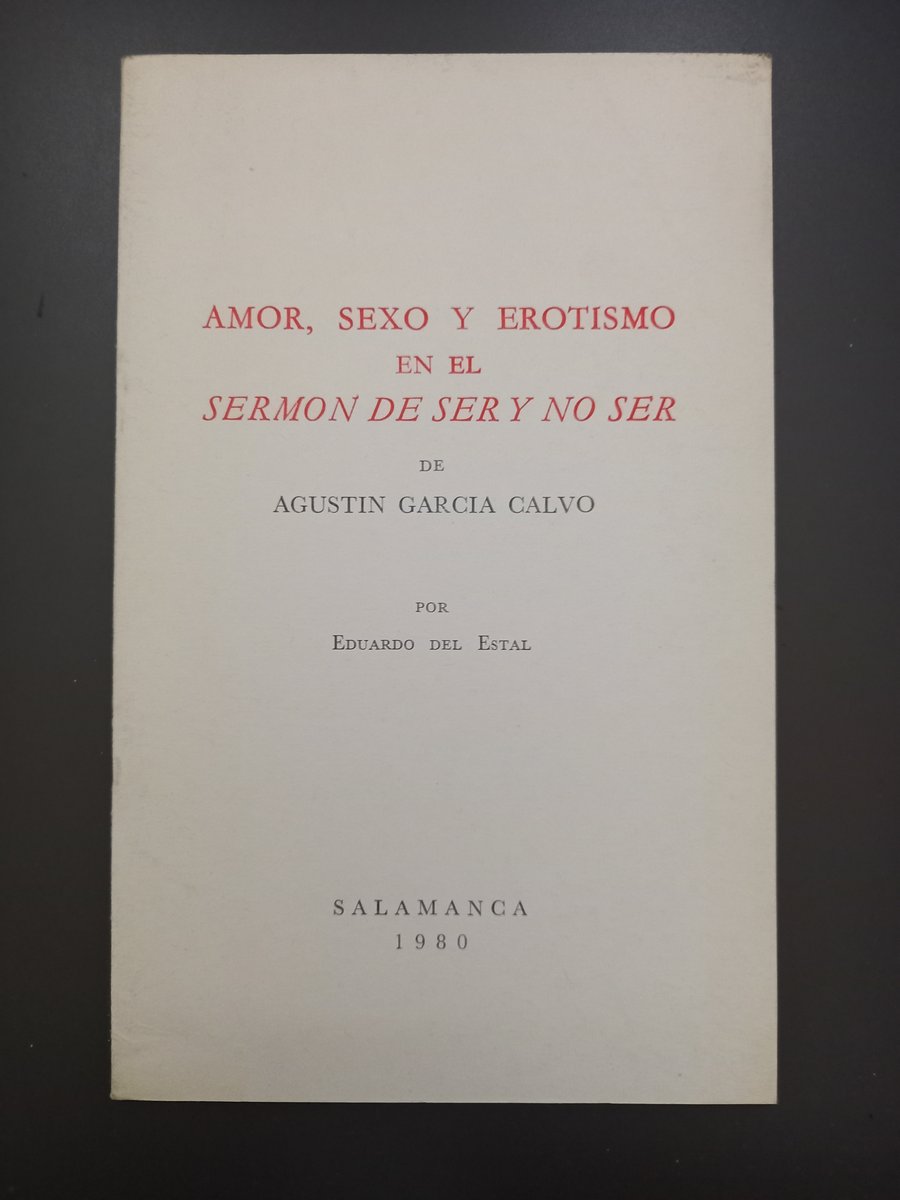 AMOR, SEXO Y EROTISMO
EN EL
SERMON DE SER Y NO SER
DE
AGUSTIN GARCIA CALVO
POR
EDUARDO DEL ESTAL
SALAMANCA
1980